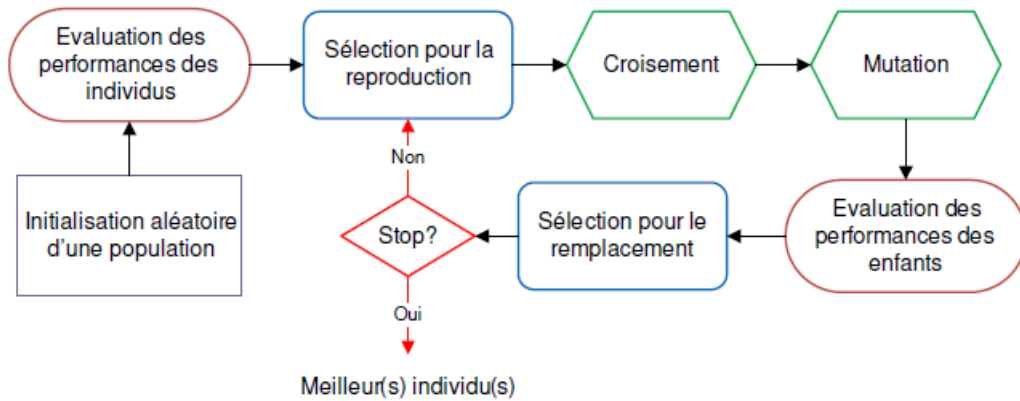 Evaluation des
performances des
individus
Sélection pour la
reproduction
Croisement
Mutation
Non
Initialisation aléatoire
d'une population
Stop?
Sélection pour le
remplacement
Evaluation des
performances des
enfants
Oui
Meilleur(s) individu(s)